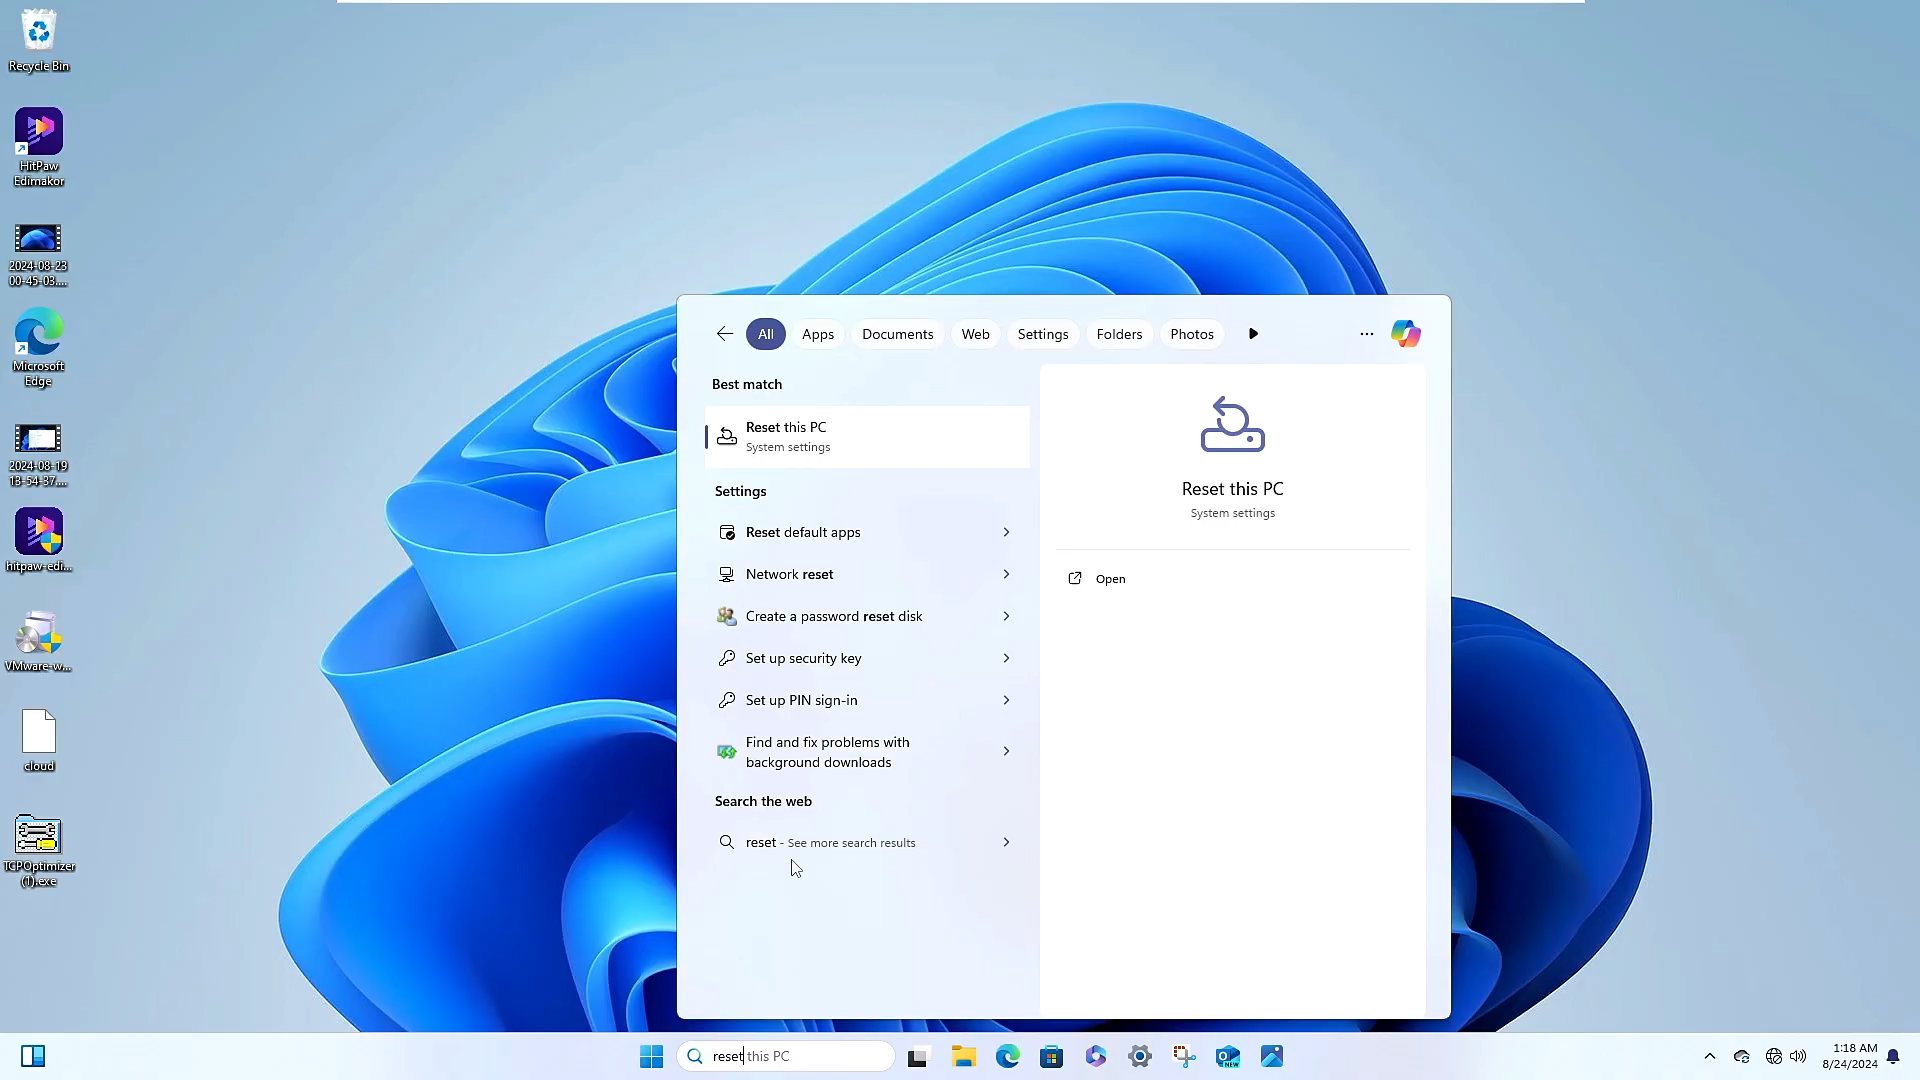 Recycle Bin
HitPaw
Edimakor
2024-08-23
00-45-03....
Microsoft
Edge
2024-08-19
13-54-37....
hitpaw-edi...
VMware-w...
cloud
TCPOptimizer
(1).exe
All
Apps
Documents
Web
Settings
Folders
Photos
Best match
Reset this PC
System settings
Settings
Reset default apps
Network reset
Create a password reset disk
Set up security key
Set up PIN sign-in
Find and fix problems with
background downloads
Search the web
reset - See more search results
Reset this PC
System settings
Open
reset this PC
NEW
1:18 AM
8/24/2024